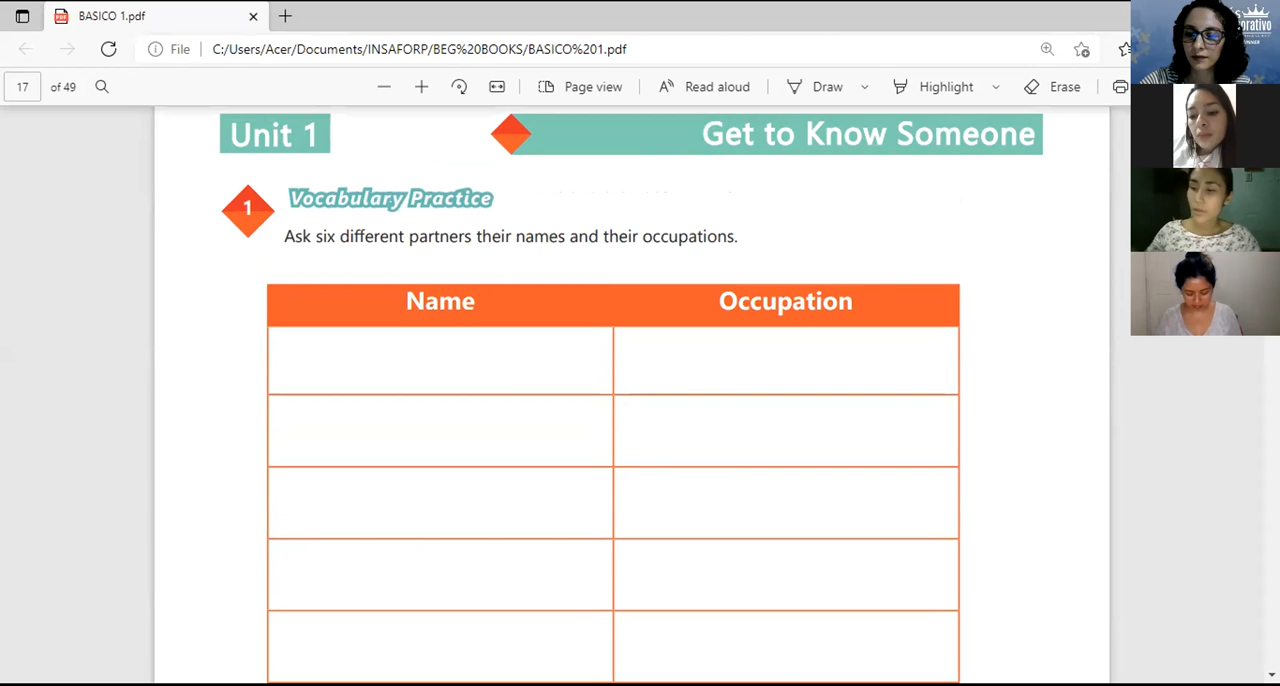 BASICO 1.pdf
File
C:/Users/Acer/Documents/INSAFORP/BEG%20BOOKS/BASICO%201.pdf
17
of 49
Page view
Read aloud
Draw
Highlight
Erase
Unit 1
Get to Know Someone
1
Vocabulary Practice
Ask six different partners their names and their occupations.
Name
Occupation